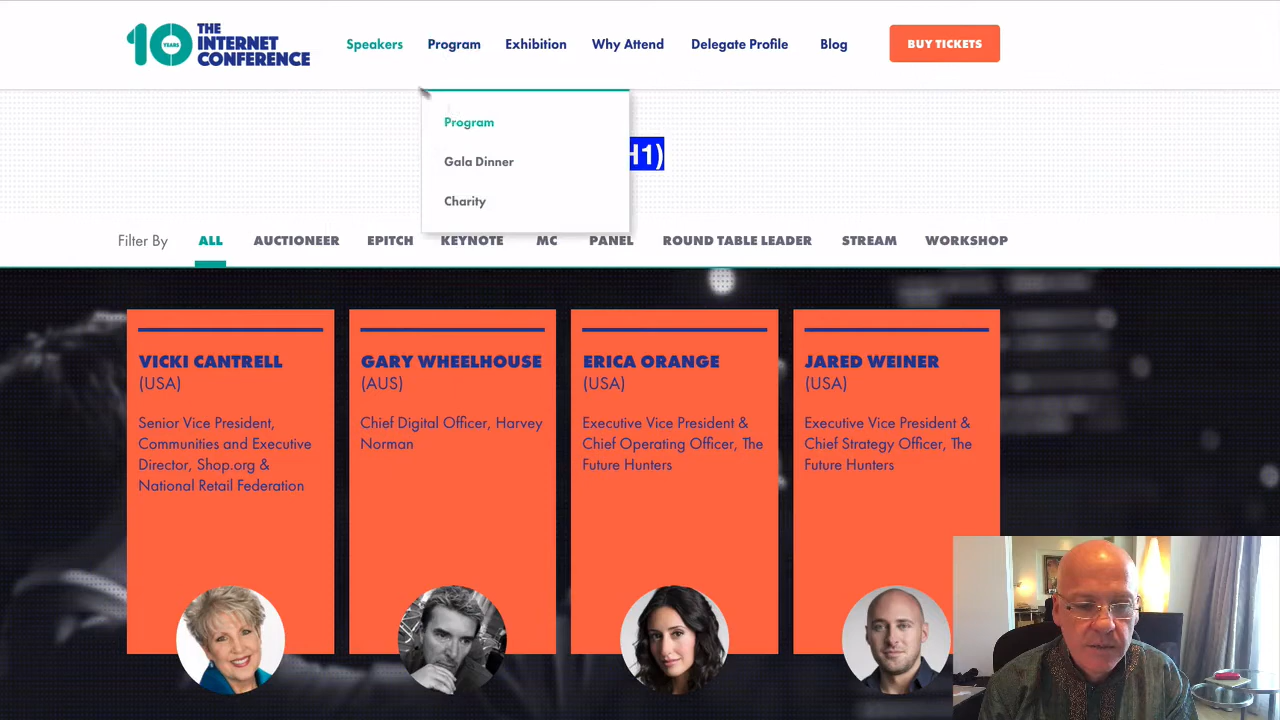 10 YEARS
THE
INTERNET
CONFERENCE
Speakers
Program
Exhibition
Why Attend
Delegate Profile
Blog
BUY TICKETS
Program
Gala Dinner
Charity
H1)
Filter By
ALL
AUCTIONEER
EPITCH
KEYNOTE
MC
PANEL
ROUND TABLE LEADER
STREAM
WORKSHOP
VICKI CANTRELL
(USA)
Senior Vice President,
Communities and Executive
Director, Shop.org &
National Retail Federation
GARY WHEELHOUSE
(AUS)
Chief Digital Officer, Harvey
Norman
ERICA ORANGE
(USA)
Executive Vice President &
Chief Operating Officer, The
Future Hunters
JARED WEINER
(USA)
Executive Vice President &
Chief Strategy Officer, The
Future Hunters